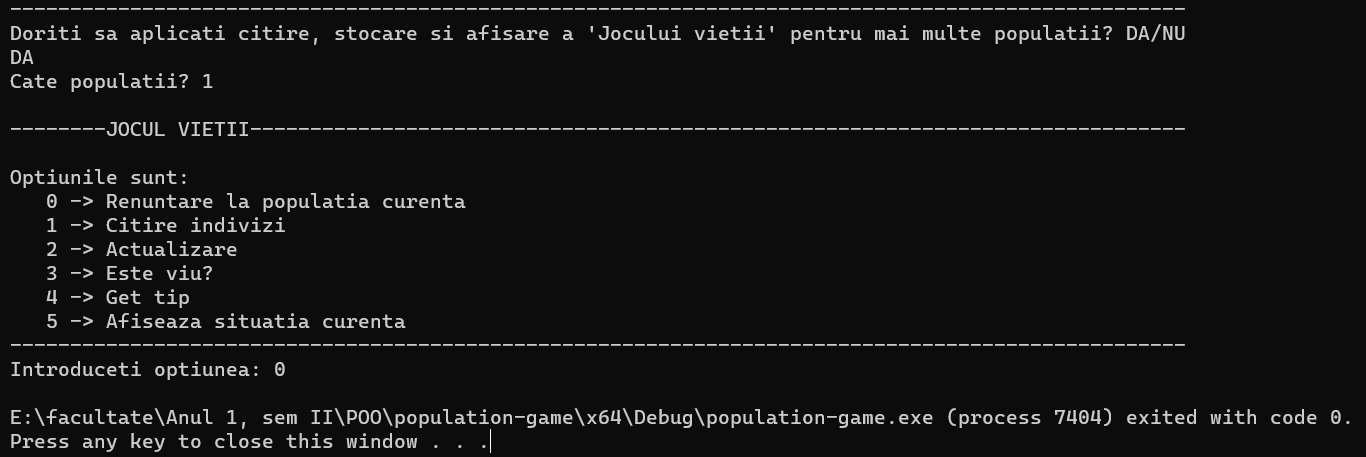 --------------------------------------------------------------------------------------------------
Doriti sa aplicati citire, stocare si afisare a 'Jocului vietii' pentru mai multe populatii? DA/NU
DA
Cate populatii? 1
--------JOCUL VIETII------------------------------------------------------------------------------
Optiunile sunt:
   0 -> Renuntare la populatia curenta
   1 -> Citire indivizi
   2 -> Actualizare
   3 -> Este viu?
   4 -> Get tip
   5 -> Afiseaza situatia curenta
--------------------------------------------------------------------------------------------------
Introduceti optiunea: 0
E:\facultate\Anul 1, sem II\POO\population-game\x64\Debug\population-game.exe (process 7404) exited with code 0.
Press any key to close this window . . .